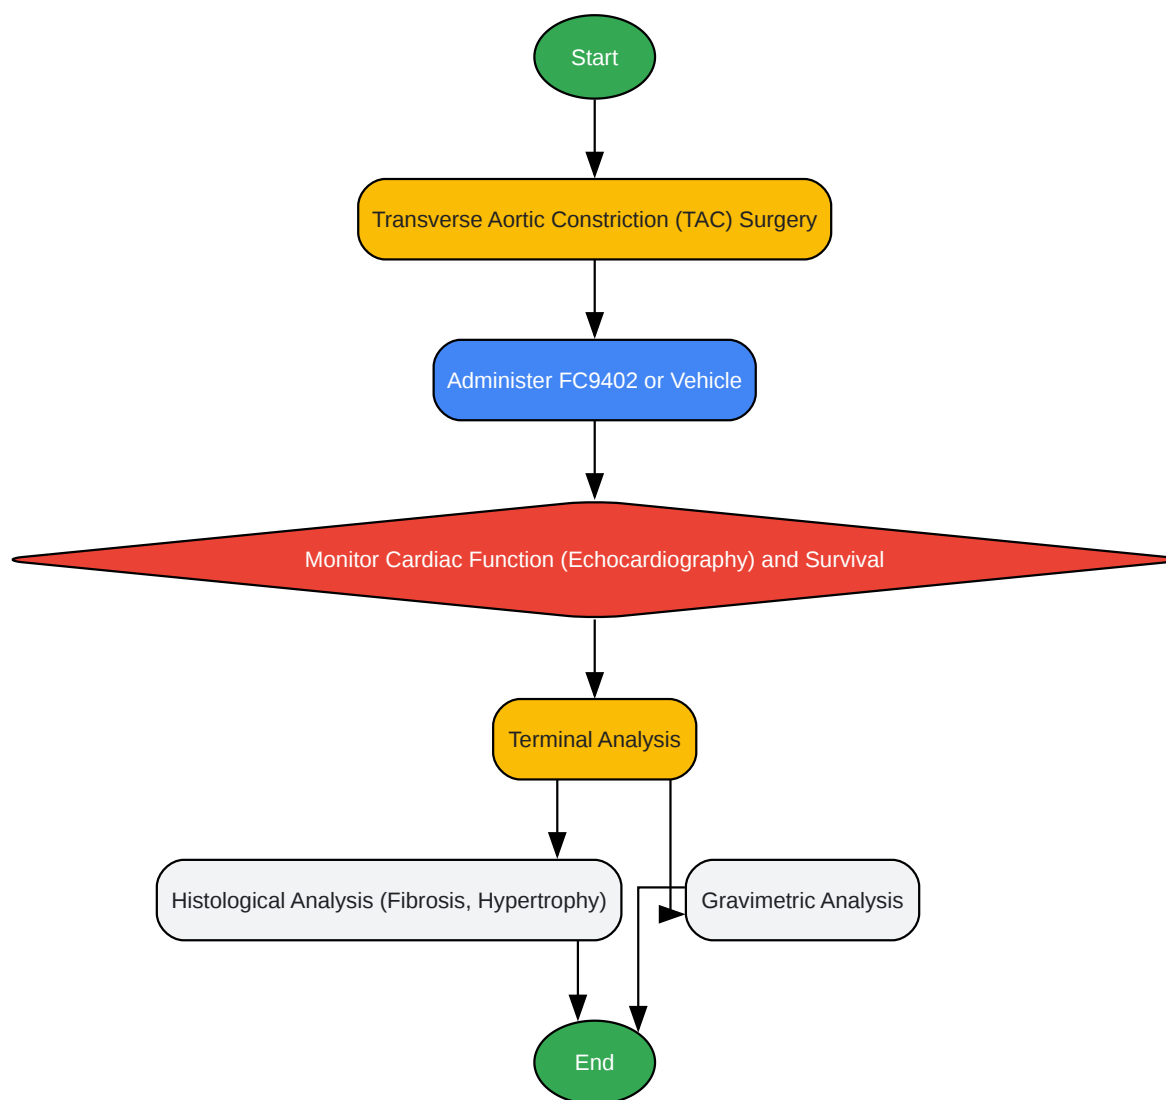 Start
Transverse Aortic Constriction (TAC) Surgery
Administer FC9402 or Vehicle
Monitor Cardiac Function (Echocardiography) and Survival
Terminal Analysis
Histological Analysis (Fibrosis, Hypertrophy)
Gravimetric Analysis
End